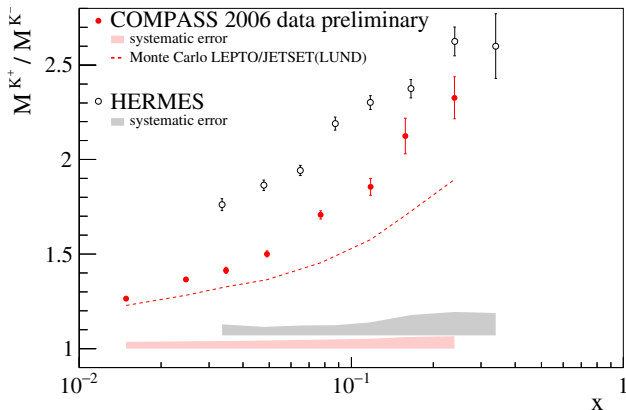 COMPASS 2006 data preliminary
systematic error
Monte Carlo LEPTO/JETSET(LUND)
HERMES
systematic error
M^{K^+} / M^{K^-}
2.5
2
1.5
1
10^{-2}
10^{-1}
1
x